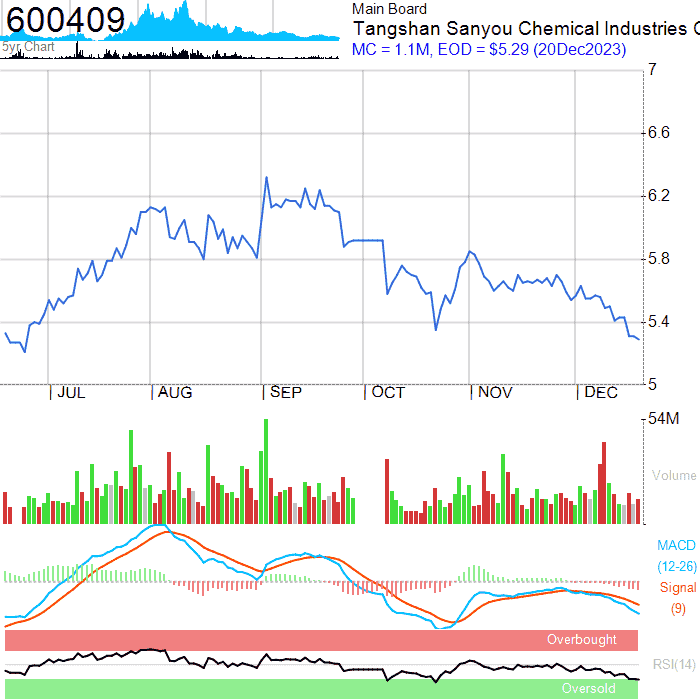 600409
5yr Chart
Main Board
Tangshan Sanyou Chemical Industries C
MC = 1.1M, EOD = $5.29 (20Dec2023)
7
6.6
6.2
5.8
5.4
5
| JUL | AUG | SEP | OCT | NOV | DEC
54M
Volume
MACD
(12-26)
Signal
(9)
Overbought
RSI(14)
Oversold